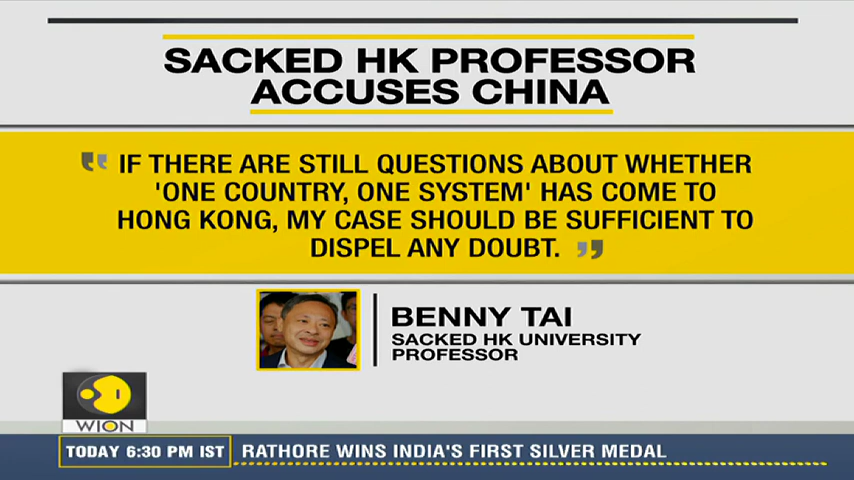 SACKED HK PROFESSOR
ACCUSES CHINA
“ IF THERE ARE STILL QUESTIONS ABOUT WHETHER
'ONE COUNTRY, ONE SYSTEM' HAS COME TO
HONG KONG, MY CASE SHOULD BE SUFFICIENT TO
DISPEL ANY DOUBT. ”
BENNY TAI
SACKED HK UNIVERSITY
PROFESSOR
WION
TODAY 6:30 PM IST RATHORE WINS INDIA'S FIRST SILVER MEDAL